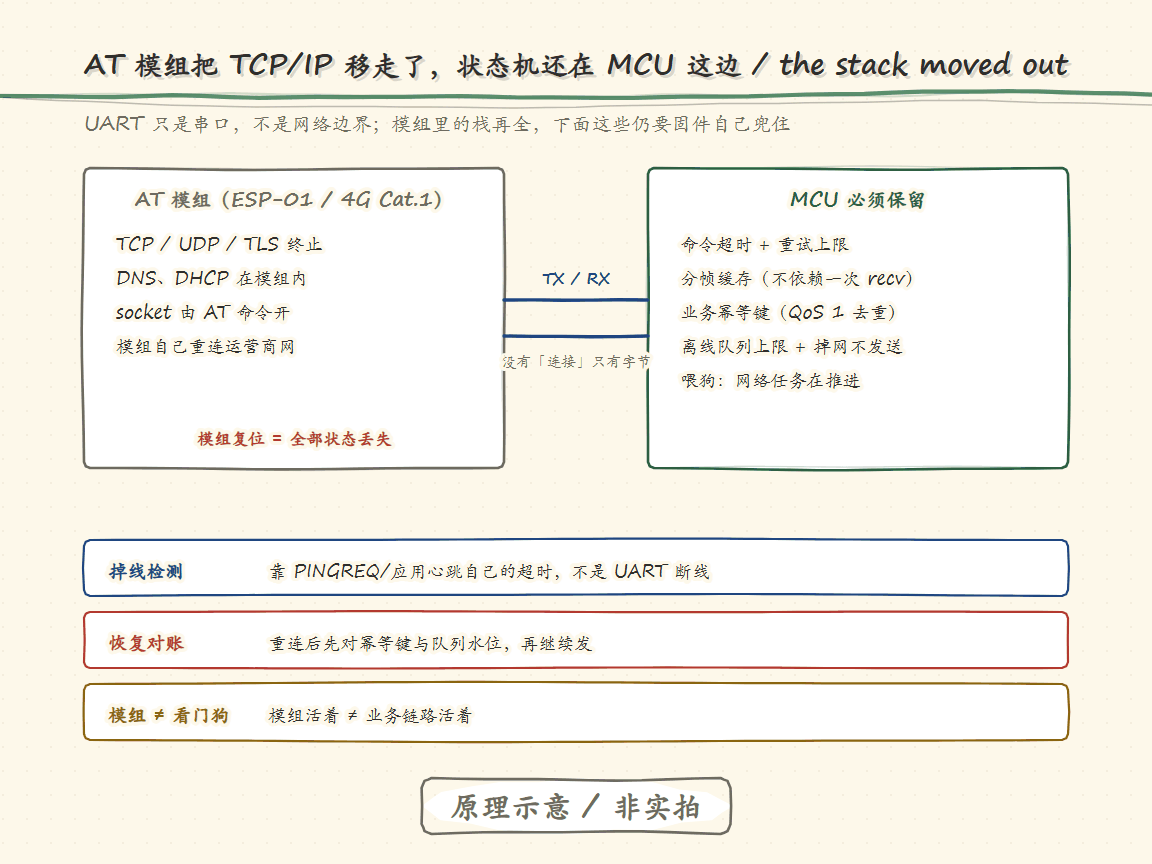 AT 模组把 TCP/IP 移走了，状态机还在 MCU 这边 / the stack moved out
UART 只是串口，不是网络边界；模组里的栈再全，下面这些仍要固件自己兜住
AT 模组（ESP-01 / 4G Cat.1）
TCP / UDP / TLS 终止
DNS、DHCP 在模组内
socket 由 AT 命令开
模组自己重连运营商网
模组复位 = 全部状态丢失
TX / RX
没有「连接」只有字节
MCU 必须保留
命令超时 + 重试上限
分帧缓存（不依赖一次 recv）
业务幂等键（QoS 1 去重）
离线队列上限 + 掉网不发送
喂狗：网络任务在推进
掉线检测 靠 PINGREQ/应用心跳自己的超时，不是 UART 断线
恢复对账 重连后先对幂等键与队列水位，再继续发
模组 ≠ 看门狗 模组活着 ≠ 业务链路活着
原理示意 / 非实拍